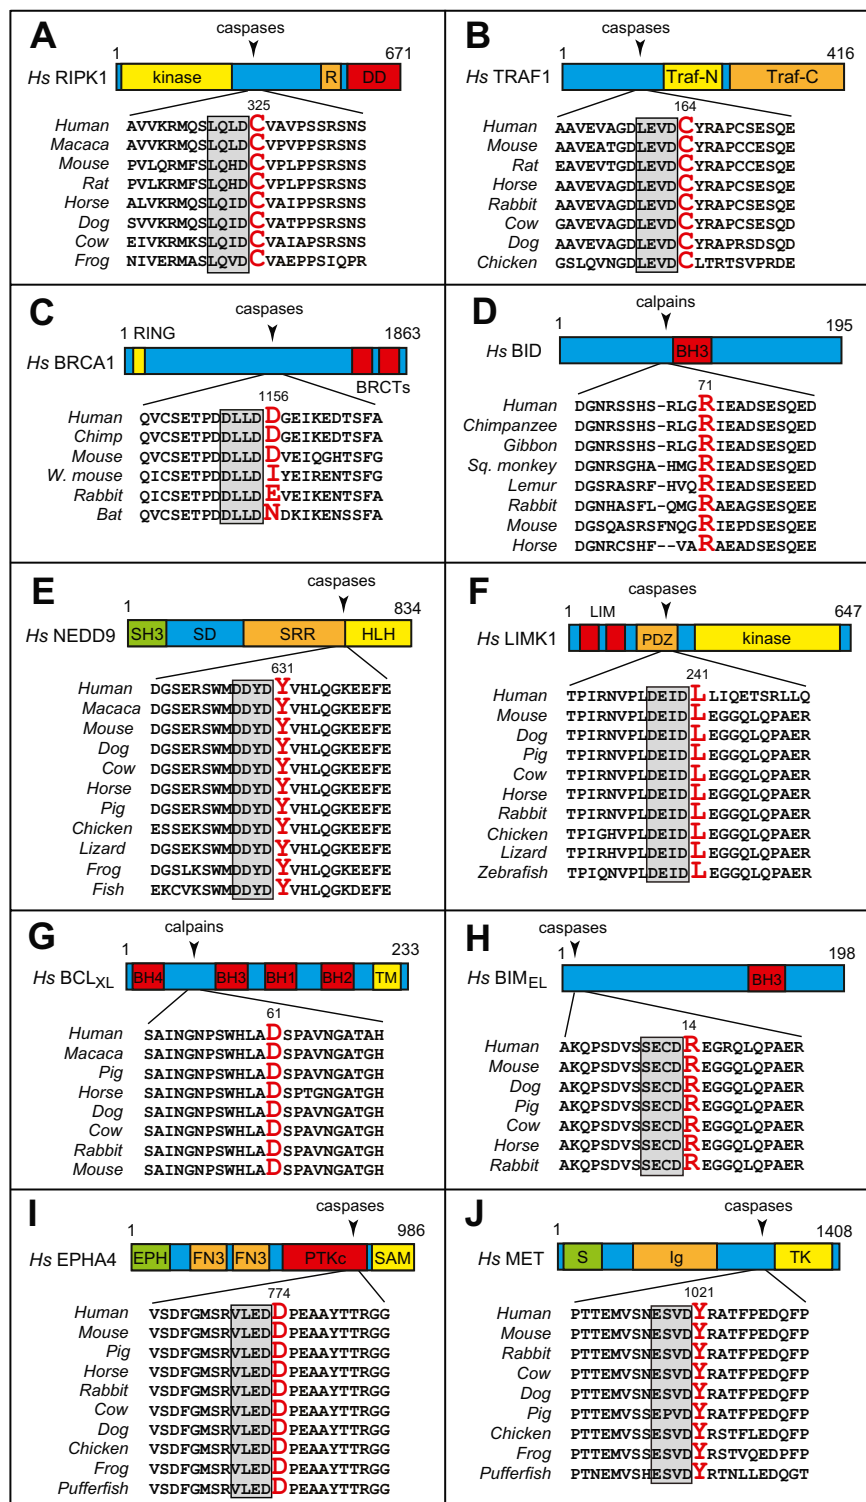 A
caspases
1 671
Hs RIPK1 kinase R DD
325
Human AVVKRMQSLQLDCVAVPSSRSNS
Macaca AVVKRMQSLQLDCVPVPPSRSNS
Mouse PVLQRMFSLQHDCVPLPPSRSNS
Rat PVLKRMFSLQHDCVPLPPSRSNS
Horse ALVKRMQSLQIDCVAVPPSRSNS
Dog SVVKRMQSLQIDCVATPPSRSNS
Cow EIVKRMKSLQIDCVAIAPSRSNS
Frog NIVERMASLQVDCVAEPPSIQPR
B
caspases
1 416
Hs TRAF1 Traf-N Traf-C
164
Human AAVEVAGDLEVDCYRAPCSESQE
Mouse AAVEATGDLEVDCYRAPCSESQE
Rat EAVEVTGDLEVDCYRAPCSESQE
Horse AAVEVAGDLEVDCYRAPCSESQE
Rabbit AAVEVAGDLEVDCYRAPCSESQE
Cow GAVEVAGDLEVDCYRAPCSESQE
Dog AAVEVAGDLEVDCYRAPRSDSQE
Chicken GSLQVNGDLEVDCLTRTSVPRDE
C
caspases
1 RING 1863
Hs BRCA1
BRCTs
1156
Human QVCSETPDDLLDDGEIKEDTSFA
Chimp QVCSETPDDLLDDGEIKEDTSFA
Mouse QVCSETPDDLLDDVEIQGHTSFG
W. mouse QICSETPDDLLDIYEIRENTSFG
Rabbit QICSETPDDLLDEVEIKENTSFA
Bat QVCSETPDDLLDNDKIKENSSFA
D
calpains
1 195
Hs BID BH3
71
Human DGNRSSHS-RLGRIEADSESQED
Chimpanzee DGNRSSHS-RLGRIEADSESQED
Gibbon DGNRSSHS-RLGRIEADSESQED
Sq. monkey DGNRSGHA-HMGRIEADSESQED
Lemur DGSRASRF-HVQRIEADSESEED
Rabbit DGNHASFL-QMGRAEAGSESQEE
Mouse DGSQASRSFNQGRIEPDSESQEE
Horse DGNRCSHF--VARAEADSESQEE
E
caspases
1 834
Hs NEDD9 SH3 SD SRR HLH
631
Human DGSERSWMDDYDYVHLQGKEEFE
Macaca DGSERSWMDDYDYVHLQGKEEFE
Mouse DGSERSWMDDYDYVHLQGKEEFE
Dog DGSERSWMDDYDYVHLQGKEEFE
Cow DGSERSWMDDYDYVHLQGKEEFE
Horse DGSERSWMDDYDYVHLQGKEEFE
Pig DGSERSWMDDYDYVHLQGKEEFE
Chicken ESSEKSWMDDYDYVHLQGKEEFE
Lizard DGSEKSWMDDYDYVHLQGKEEFE
Frog DGSLKSWMDDYDYVHLQGKEEFE
Fish EKCVKSWMDDYDYVHLQGKDEFE
F
caspases
1 LIM 647
Hs LIMK1 PDZ kinase
241
Human TPIRNVPLDEIDLLIQETSRLLQ
Mouse TPIRNVPLDEIDLEGGQLQPAER
Dog TPIRNVPLDEIDLEGGQLQPAER
Pig TPIRNVPLDEIDLEGGQLQPAER
Cow TPIRNVPLDEIDLEGGQLQPAER
Horse TPIRNVPLDEIDLEGGQLQPAER
Rabbit TPIRNVPLDEIDLEGGQLQPAER
Chicken TPIGHVPLDEIDLEGGQLQPAER
Lizard TPIRHVPLDEIDLEGGQLQPAER
Zebrafish TPIQNVPLDEIDLEGGQLQPAER
G
calpains
1 233
Hs BCLXL BH4 BH3 BH1 BH2 TM
61
Human SAINGNPSWHLADSPAVNGATAH
Macaca SAINGNPSWHLADSPAVNGATGH
Pig SAINGNPSWHLADSPAVNGATGH
Horse SAINGNPSWHLADSPTGNGATGH
Dog SAINGNPSWHLADSPAVNGATGH
Cow SAINGNPSWHLADSPAVNGATGH
Rabbit SAINGNPSWHLADSPAVNGATGH
Mouse SAINGNPSWHLADSPAVNGATGH
H
caspases
1 198
Hs BIMEL BH3
14
Human AKQPSDVSSECDREGRQLQPAER
Mouse AKQPSDVSSECDREGGQLQPAER
Dog AKQPSDVSSECDREGGQLQPAER
Pig AKQPSDVSSECDREGGQLQPAER
Cow AKQPSDVSSECDREGGQLQPAER
Horse AKQPSDVSSECDREGGQLQPAER
Rabbit AKQPSDVSSECDREGGQLQPAER
I
caspases
1 986
Hs EPHA4 EPH FN3 FN3 PTKc SAM
774
Human VSDFGMSRVLEDDPEAAYTTRGG
Mouse VSDFGMSRVLEDDPEAAYTTRGG
Pig VSDFGMSRVLEDDPEAAYTTRGG
Horse VSDFGMSRVLEDDPEAAYTTRGG
Rabbit VSDFGMSRVLEDDPEAAYTTRGG
Cow VSDFGMSRVLEDDPEAAYTTRGG
Dog VSDFGMSRVLEDDPEAAYTTRGG
Chicken VSDFGMSRVLEDDPEAAYTTRGG
Frog VSDFGMSRVLEDDPEAAYTTRGG
Pufferfish VSDFGMSRVLEDDPEAAYTTRGG
J
caspases
1 1408
Hs MET S Ig TK
1021
Human PTTEMVSNESVDYRATFPEDQFP
Mouse PTTEMVSNESVDYRATFPEDQFP
Rabbit PTTEMVSNESVDYRATFPEDQFP
Cow PTTEMVSNESVDYRATFPEDQFP
Dog PTTEMVSNESVDYRATFPEDQFP
Pig PTTEMVSSEPVDYRATFPEDQFP
Chicken PTTEMVSSESVDYRSTFLEDQFP
Frog PTTEMVSSESVDYRSTVQEDPFP
Pufferfish PTNEMVSHESVDYRTNLLEDQGT